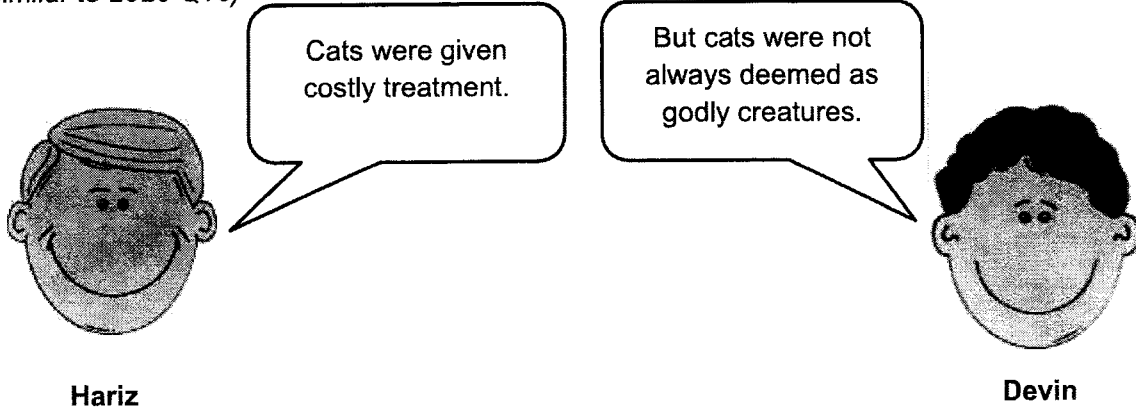 Cats were given
costly treatment.
But cats were not
always deemed as
godly creatures.
Hariz
Devin